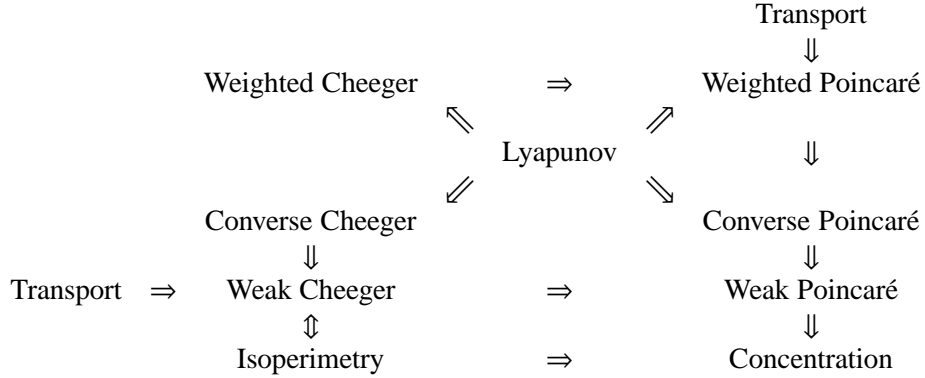 Transport
⇓
Weighted Cheeger ⇒ Weighted Poincaré
⇖ ⇗
Lyapunov ⇓
⇙ ⇘
Converse Cheeger Converse Poincaré
⇓ ⇓
Transport ⇒ Weak Cheeger ⇒ Weak Poincaré
⇕ ⇓
Isoperimetry ⇒ Concentration